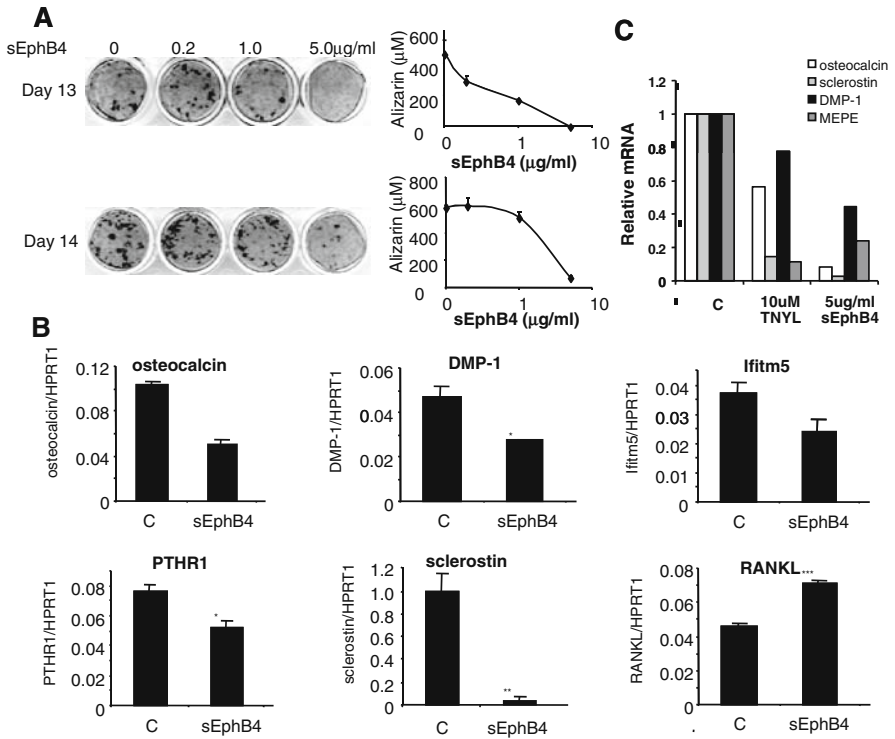 A
sEphB4 0 0.2 1.0 5.0µg/ml
Day 13
Day 14
Alizarin (µM)
600
400
200
0
0 1 10
sEphB4 (µg/ml)
Alizarin (µM)
800
600
400
200
0
0 1 10
sEphB4 (µg/ml)
C
osteocalcin
sclerostin
DMP-1
MEPE
Relative mRNA
1.2
1
0.8
0.6
0.4
0.2
0
C 10uM 5ug/ml
TNYL sEphB4
B
osteocalcin
osteocalcin/HPRT1
0.12
0.08
0.04
0
C sEphB4
DMP-1
DMP-1/HPRT1
0.06
0.04
0.02
0
*
C sEphB4
Ifitm5
Ifitm5/HPRT1
0.04
0.03
0.02
0.01
0
C sEphB4
PTHR1
PTHR1/HPRT1
0.08
0.06
0.04
0.02
0
*
C sEphB4
sclerostin
sclerostin/HPRT1
1.2
1.0
0.8
0.6
0.4
0.2
0
**
C sEphB4
RANKL***
RANKL/HPRT1
0.08
0.06
0.04
0.02
0
C sEphB4